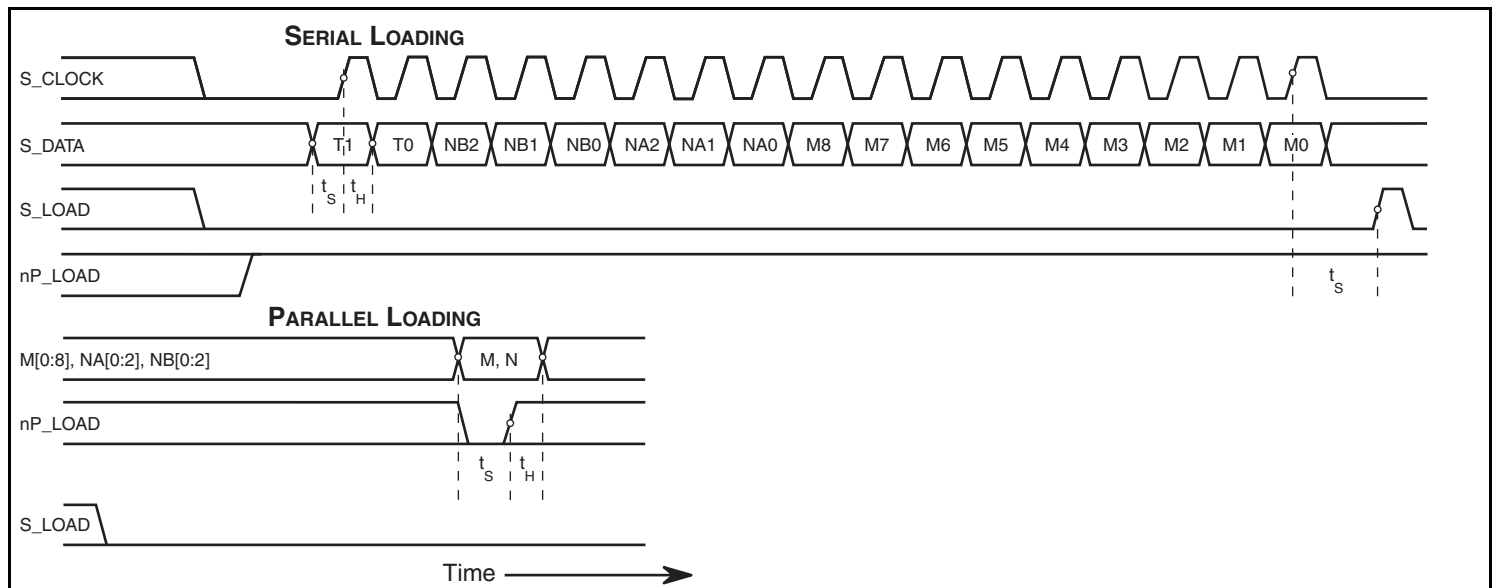 SERIAL LOADING
S_CLOCK
S_DATA
T1 T0 NB2 NB1 NB0 NA2 NA1 NA0 M8 M7 M6 M5 M4 M3 M2 M1 M0
tS tH
S_LOAD
nP_LOAD
tS
PARALLEL LOADING
M[0:8], NA[0:2], NB[0:2]
M, N
nP_LOAD
tS tH
S_LOAD
Time